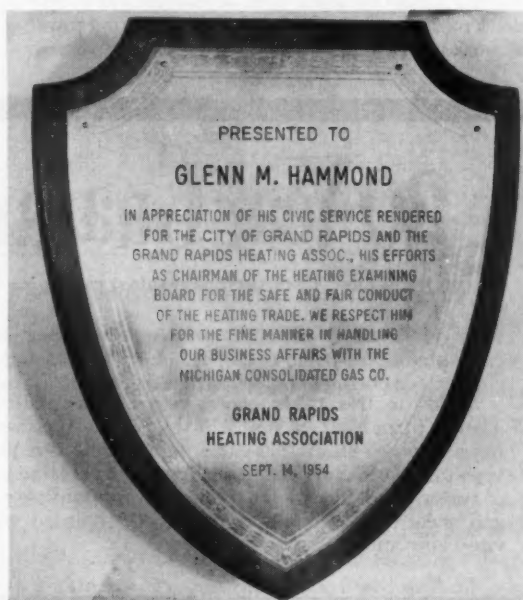 PRESENTED TO
GLENN M. HAMMOND
IN APPRECIATION OF HIS CIVIC SERVICE RENDERED
FOR THE CITY OF GRAND RAPIDS AND THE
GRAND RAPIDS HEATING ASSOC., HIS EFFORTS
AS CHAIRMAN OF THE HEATING EXAMINING
BOARD FOR THE SAFE AND FAIR CONDUCT
OF THE HEATING TRADE. WE RESPECT HIM
FOR THE FINE MANNER IN HANDLING
OUR BUSINESS AFFAIRS WITH THE
MICHIGAN CONSOLIDATED GAS CO.
GRAND RAPIDS
HEATING ASSOCIATION
SEPT. 14, 1954